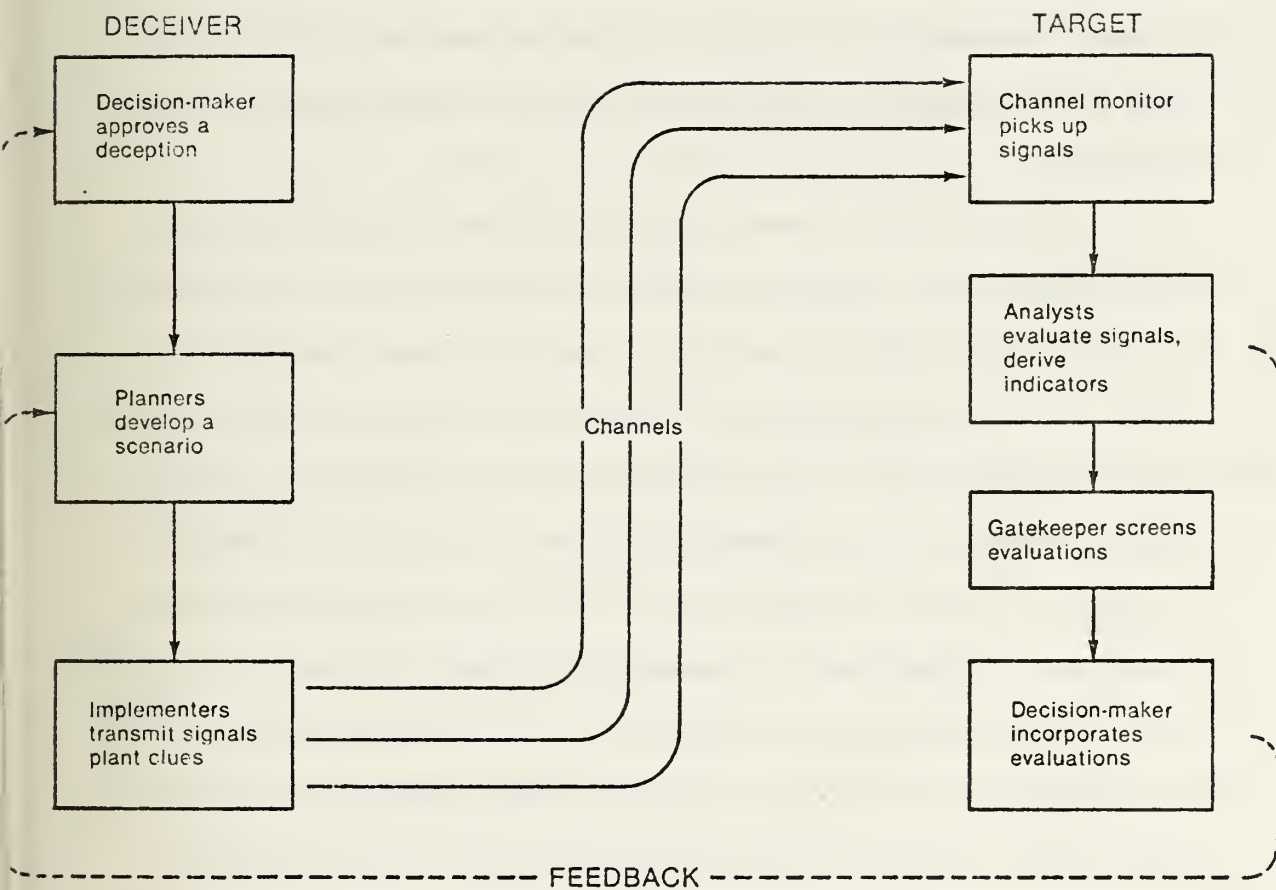 DECEIVER
Decision-maker
approves a
deception
Planners
develop a
scenario
Implementers
transmit signals
plant clues
Channels
TARGET
Channel monitor
picks up
signals
Analysts
evaluate signals,
derive
indicators
Gatekeeper screens
evaluations
Decision-maker
incorporates
evaluations
FEEDBACK